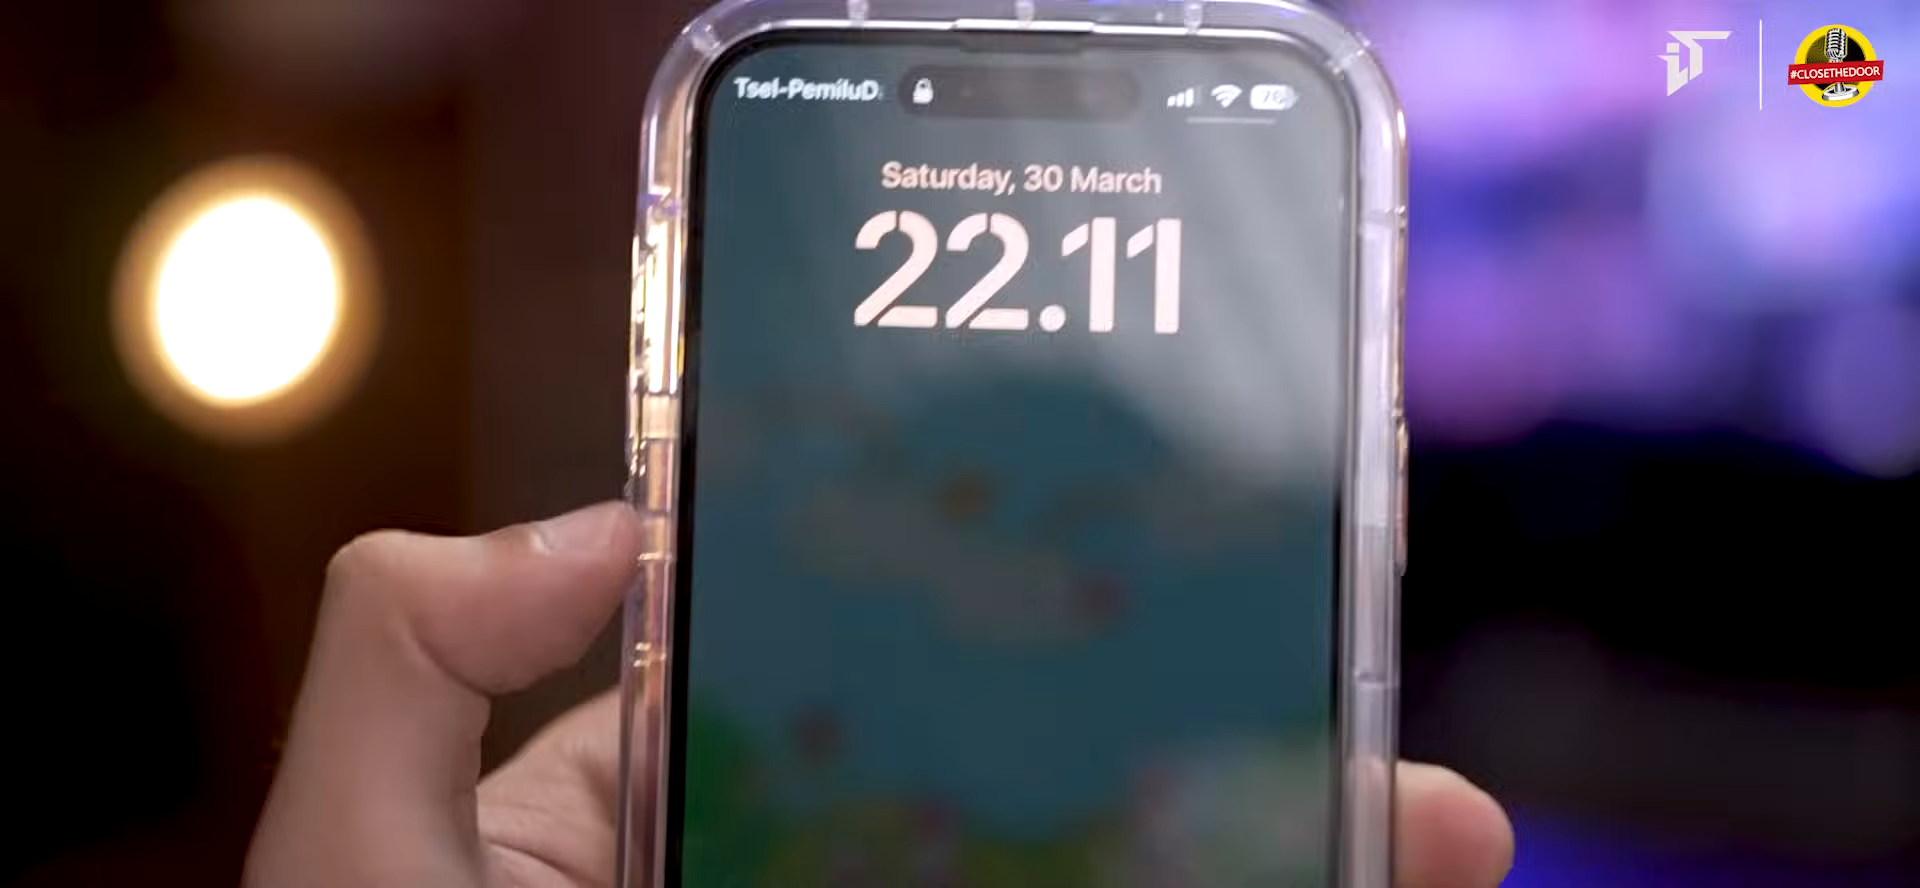 Tsel-PemiluD
Saturday, 30 March
22.11
#CLOSETHEDOOR